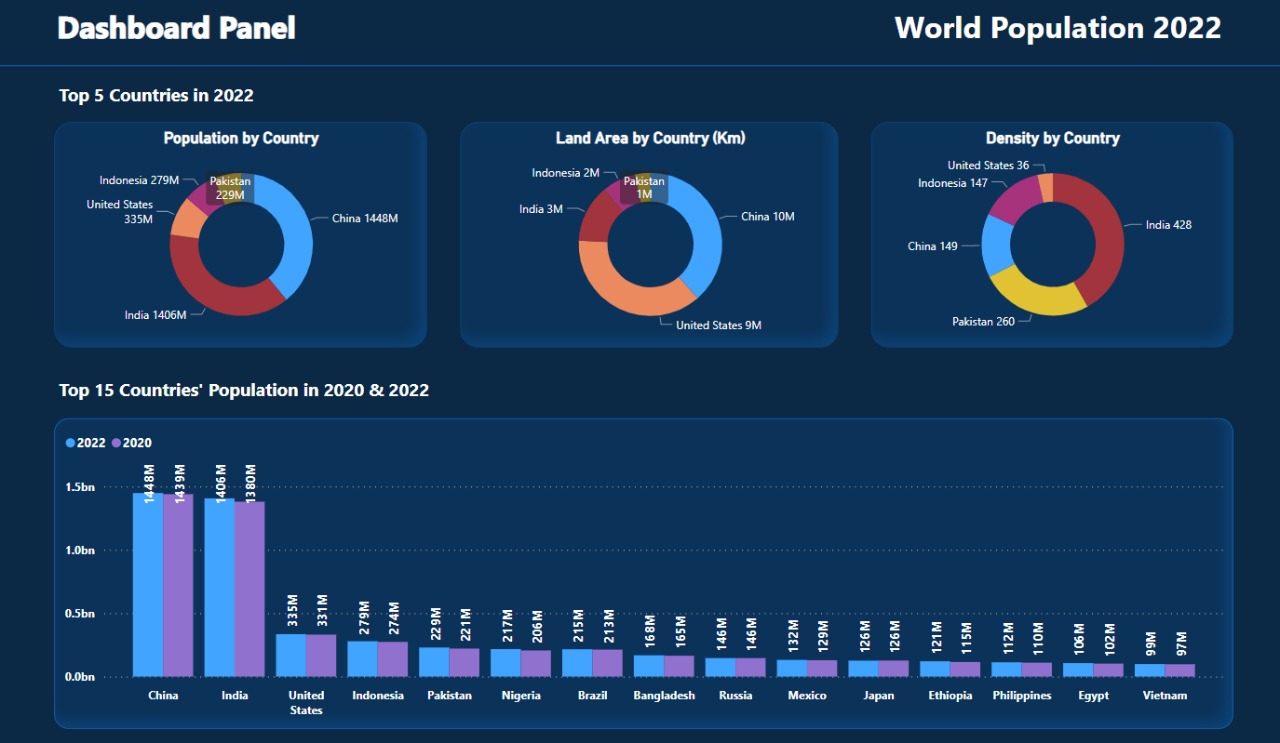 Dashboard Panel
World Population 2022
Top 5 Countries in 2022
Population by Country
Indonesia 279M
Pakistan
229M
United States
335M
China 1448M
India 1406M
Land Area by Country (Km)
Indonesia 2M
Pakistan
1M
India 3M
China 10M
United States 9M
Density by Country
United States 36
Indonesia 147
India 428
China 149
Pakistan 260
Top 15 Countries' Population in 2020 & 2022
2022 2020
1.5bn
1.0bn
0.5bn
0.0bn
1448M 1439M
1406M 1380M
335M 331M
279M 274M
229M 221M
217M 206M
215M 213M
168M 165M
146M 146M
132M 129M
126M 126M
121M 115M
112M 110M
106M 102M
99M 97M
China
India
United
States
Indonesia
Pakistan
Nigeria
Brazil
Bangladesh
Russia
Mexico
Japan
Ethiopia
Philippines
Egypt
Vietnam